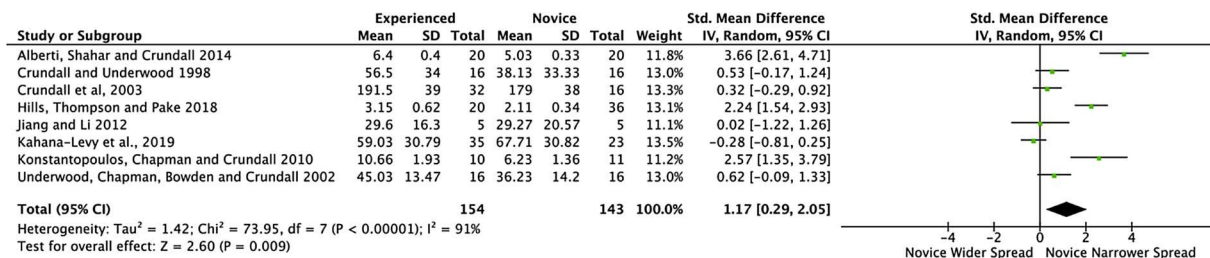 Experienced Novice Std. Mean Difference Std. Mean Difference
Study or Subgroup Mean SD Total Mean SD Total Weight IV, Random, 95% CI IV, Random, 95% CI
Alberti, Shahar and Crundall 2014 6.4 0.4 20 5.03 0.33 20 11.8% 3.66 [2.61, 4.71]
Crundall and Underwood 1998 56.5 34 16 38.13 33.33 16 13.0% 0.53 [-0.17, 1.24]
Crundall et al, 2003 191.5 39 32 179 38 16 13.3% 0.32 [-0.29, 0.92]
Hills, Thompson and Pake 2018 3.15 0.62 20 2.11 0.34 36 13.0% 2.24 [1.54, 2.93]
Jiang and Li 2012 29.6 16.3 5 29.27 20.57 5 11.1% 0.02 [-1.22, 1.26]
Kahana-Levy et al., 2019 59.03 30.79 35 67.71 30.82 23 13.5% -0.28 [-0.81, 0.25]
Konstantopoulos, Chapman and Crundall 2010 10.66 1.93 10 6.23 1.36 11 11.2% 2.57 [1.35, 3.79]
Underwood, Chapman, Bowden and Crundall 2002 45.03 13.47 16 36.23 14.2 16 13.0% 0.62 [-0.09, 1.33]
Total (95% CI) 154 143 100.0% 1.17 [0.29, 2.05]
Heterogeneity: Tau² = 1.42; Chi² = 73.95, df = 7 (P < 0.00001); I² = 91%
Test for overall effect: Z = 2.60 (P = 0.009)
-4 -2 0 2 4
Novice Wider Spread Novice Narrower Spread